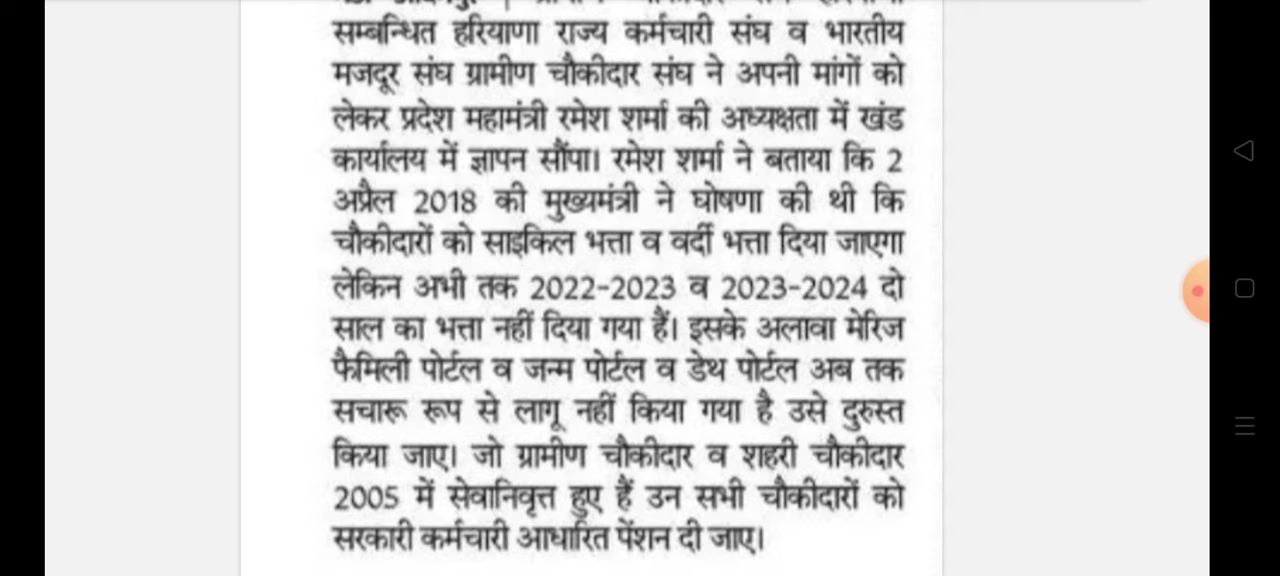 सम्बन्धित हरियाणा राज्य कर्मचारी संघ व भारतीय
मजदूर संघ ग्रामीण चौकीदार संघ ने अपनी मांगों को
लेकर प्रदेश महामंत्री रमेश शर्मा की अध्यक्षता में खंड
कार्यालय में ज्ञापन सौंपा। रमेश शर्मा ने बताया कि 2
अप्रैल 2018 की मुख्यमंत्री ने घोषणा की थी कि
चौकीदारों को साइकिल भत्ता व वर्दी भत्ता दिया जाएगा
लेकिन अभी तक 2022-2023 व 2023-2024 दो
साल का भत्ता नहीं दिया गया हैं। इसके अलावा मेरिज
फैमिली पोर्टल व जन्म पोर्टल व डेथ पोर्टल अब तक
सचारू रूप से लागू नहीं किया गया है उसे दुरुस्त
किया जाए। जो ग्रामीण चौकीदार व शहरी चौकीदार
2005 में सेवानिवृत्त हुए हैं उन सभी चौकीदारों को
सरकारी कर्मचारी आधारित पेंशन दी जाए।